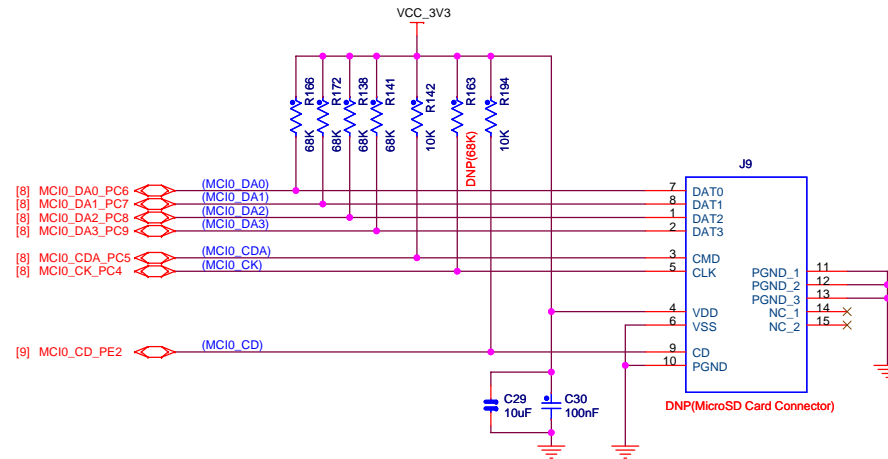 VCC_3V3
R166
68K
R172
68K
R138
68K
R141
68K
R142
10K
R163
DNP(68K)
R194
10K
J9
[8] MCI0_DA0_PC6 (MCI0_DA0) 7 DAT0
[8] MCI0_DA1_PC7 (MCI0_DA1) 8 DAT1
[8] MCI0_DA2_PC8 (MCI0_DA2) 1 DAT2
[8] MCI0_DA3_PC9 (MCI0_DA3) 2 DAT3
[8] MCI0_CDA_PC5 (MCI0_CDA) 3 CMD
[8] MCI0_CK_PC4 (MCI0_CK) 5 CLK
PGND_1 11
PGND_2 12
PGND_3 13
NC_1 14
NC_2 15
4 VDD
6 VSS
[9] MCI0_CD_PE2 (MCI0_CD) 9 CD
10 PGND
C29
10uF
C30
100nF
DNP(MicroSD Card Connector)